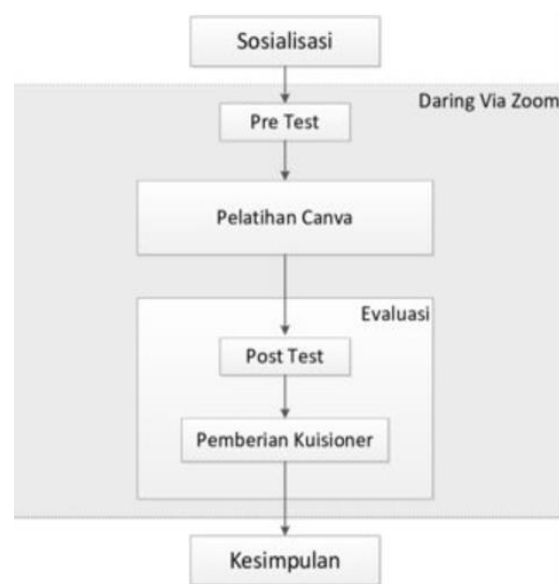 Sosialisasi
Daring Via Zoom
Pre Test
Pelatihan Canva
Evaluasi
Post Test
Pemberian Kuisioner
Kesimpulan